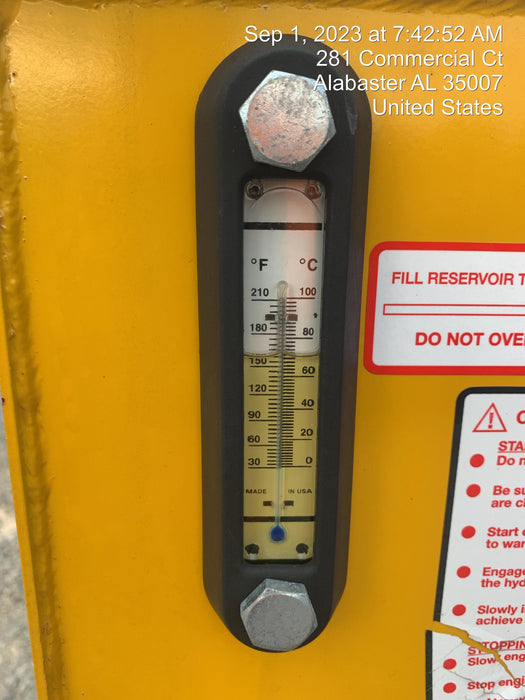 Sep 1, 2023 at 7:42:52 AM
281 Commercial Ct
Alabaster AL 35007
United States
°F °C
210 100
180 80
150 60
120 40
90 20
60
30 0
MADE IN USA
FILL RESERVOIR T
DO NOT OVE
STA
Do n
Be su
are cl
Start
to war
Engage
the hyd
Slowly i
achieve
STOPPIN
Slow eng
Stop engi